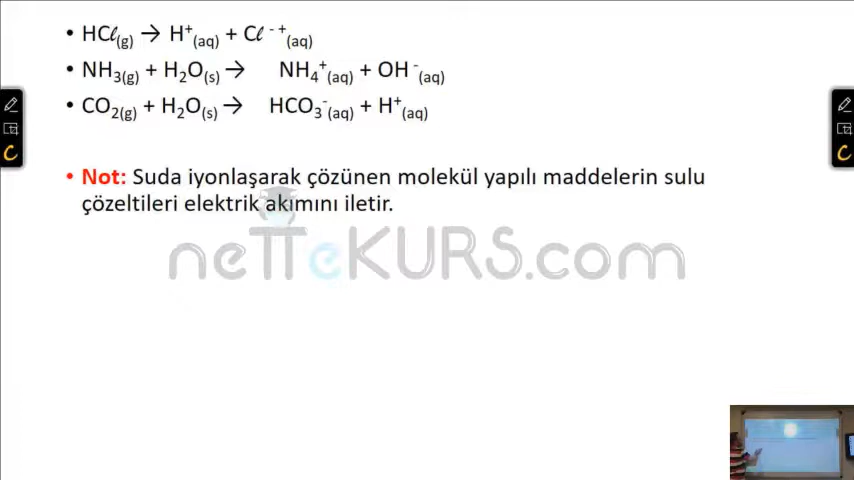 • HCℓ(g) → H⁺(aq) + Cℓ ⁻⁺(aq)
• NH₃(g) + H₂O(s) → NH₄⁺(aq) + OH⁻(aq)
• CO₂(g) + H₂O(s) → HCO₃⁻(aq) + H⁺(aq)
• Not: Suda iyonlaşarak çözünen molekül yapılı maddelerin sulu
çözeltileri elektrik akımını iletir.
neTTeKURS.com